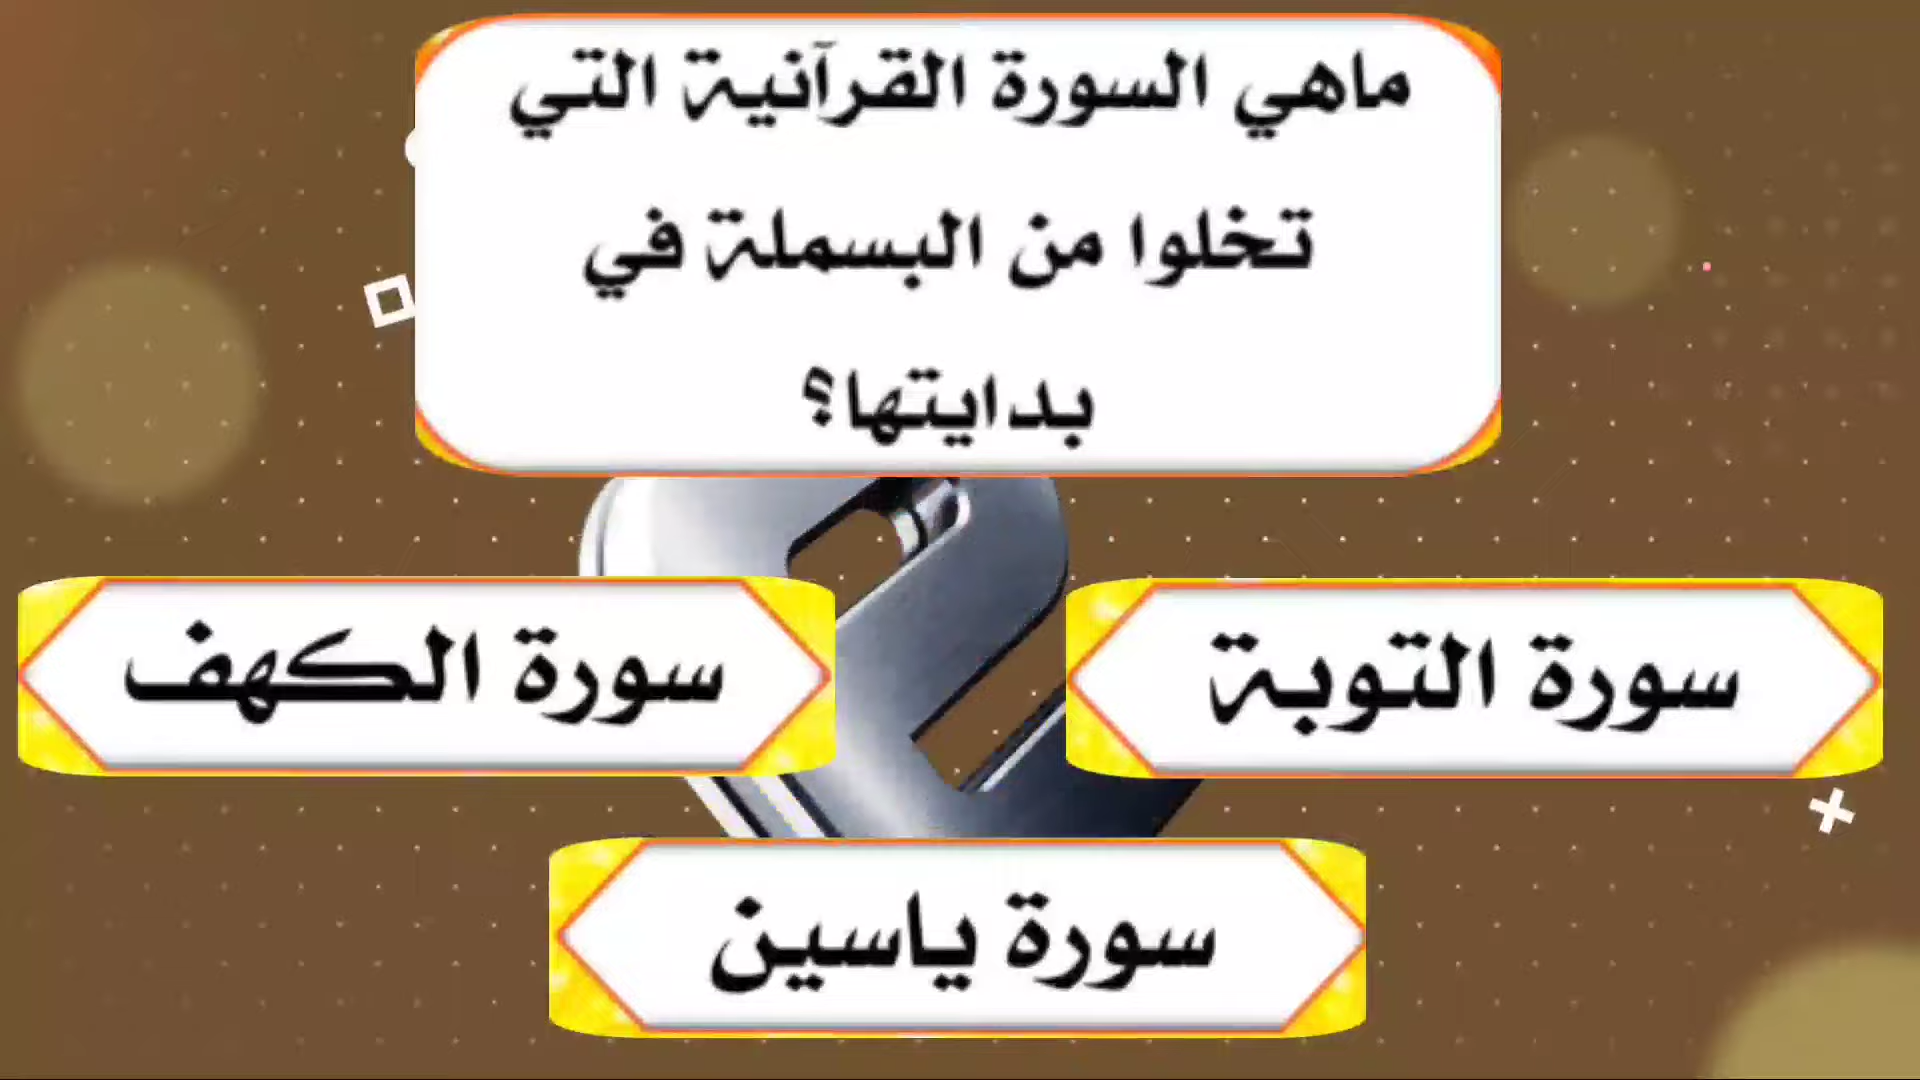 ماهي السورة القرآنية التي
تخلوا من البسملة في
بدايتها؟
سورة التوبة
سورة الكهف
سورة ياسين